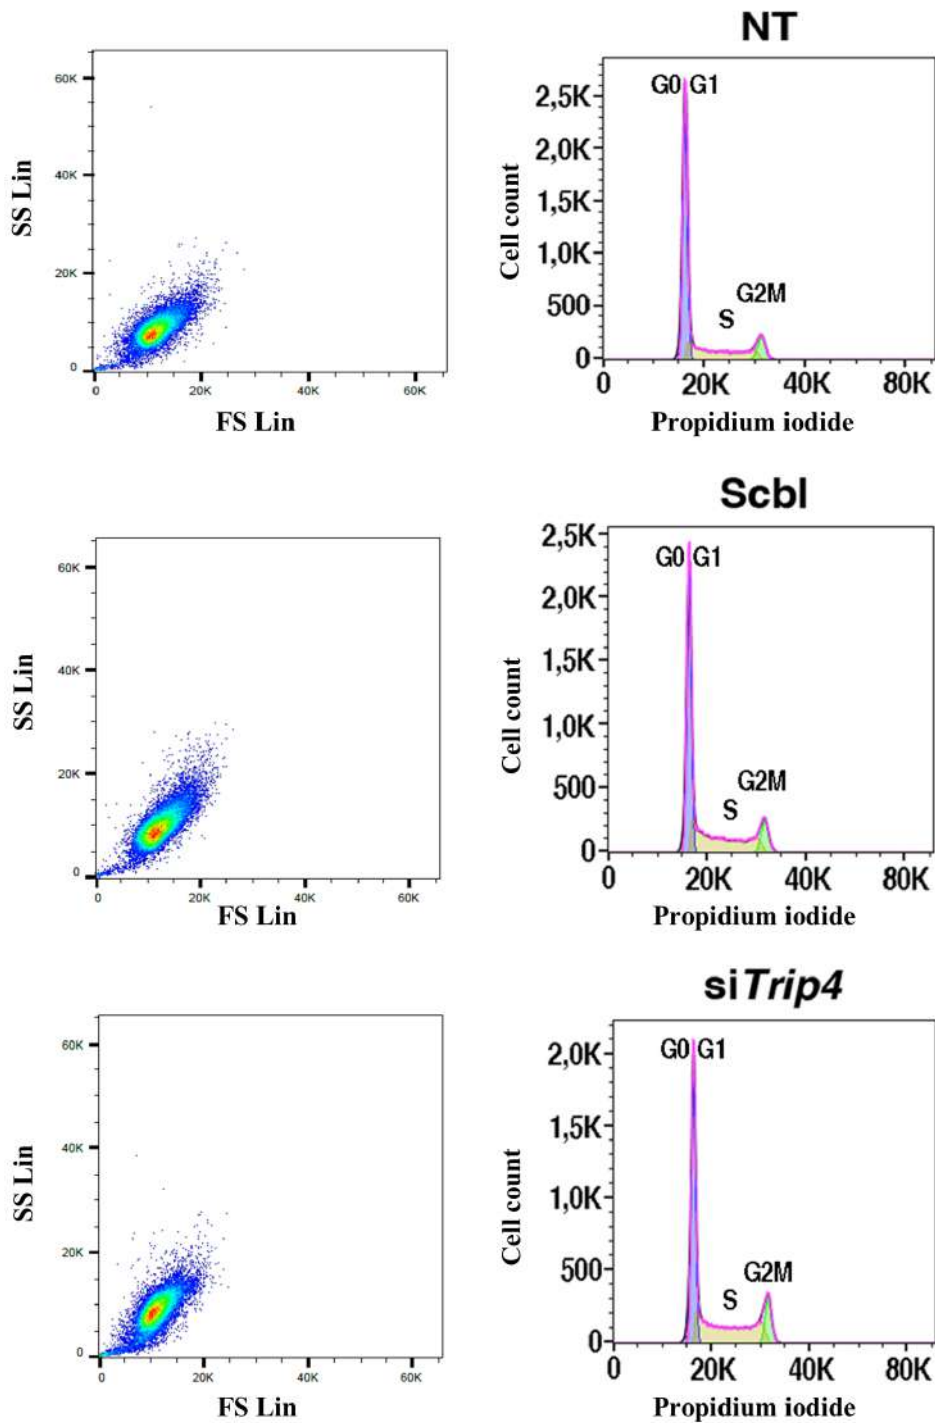 NT
60K
40K
20K
0
SS Lin
0 20K 40K 60K
FS Lin
2,5K
2,0K
1,5K
1,0K
500
0
Cell count
G0 G1
S
G2M
0 20K 40K 80K
Propidium iodide
Scbl
60K
40K
20K
0
SS Lin
0 20K 40K 60K
FS Lin
2,5K
2,0K
1,5K
1,0K
500
0
Cell count
G0 G1
S
G2M
0 20K 40K 80K
Propidium iodide
siTrip4
60K
40K
20K
0
SS Lin
0 20K 40K 60K
FS Lin
2,0K
1,5K
1,0K
500
0
Cell count
G0 G1
S
G2M
0 20K 40K 80K
Propidium iodide